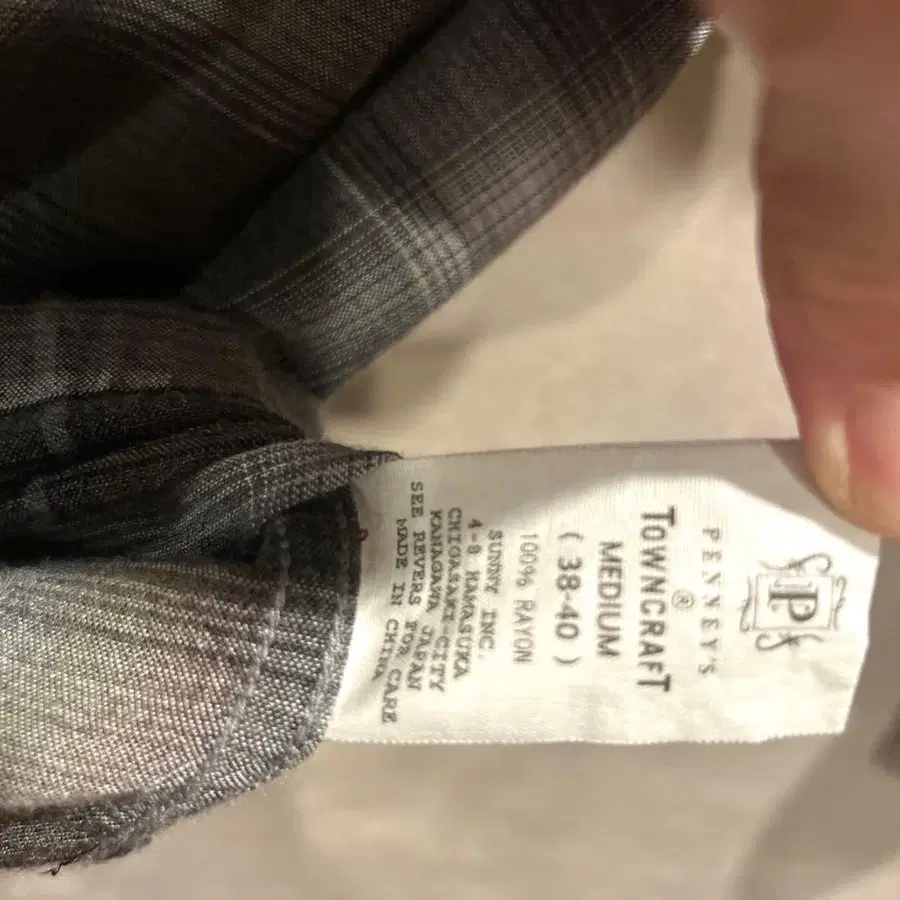 P
PENNEY'S
®
TOWNCRAFT
MEDIUM
( 38-40 )
100% RAYON
SUNNY INC.
4-8 HAMASUKA
CHIGASAKI-CITY
KANAGAWA, JAPAN
SEE REVERS FOR CARE
MADE IN CHINA